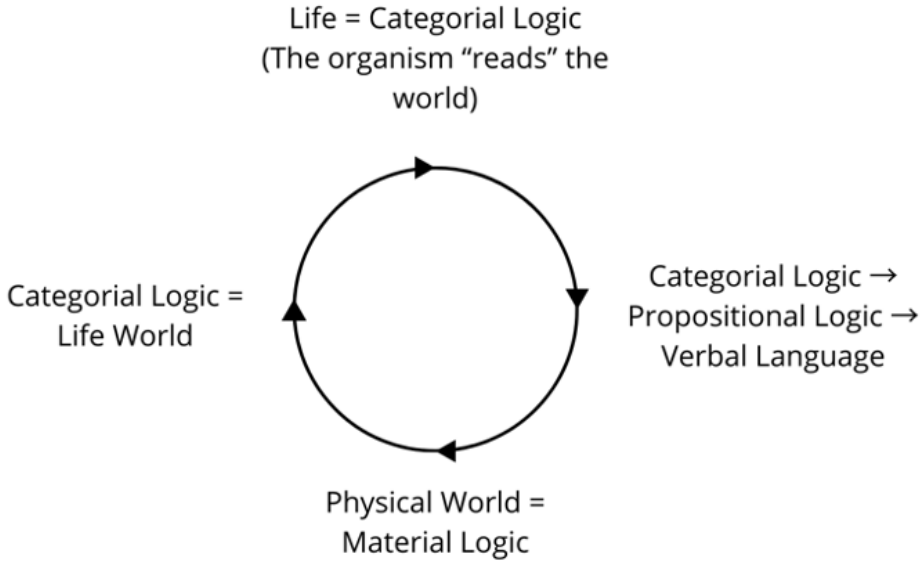 Life = Categorial Logic
(The organism “reads” the
world)
Categorial Logic =
Life World
Categorial Logic →
Propositional Logic →
Verbal Language
Physical World =
Material Logic